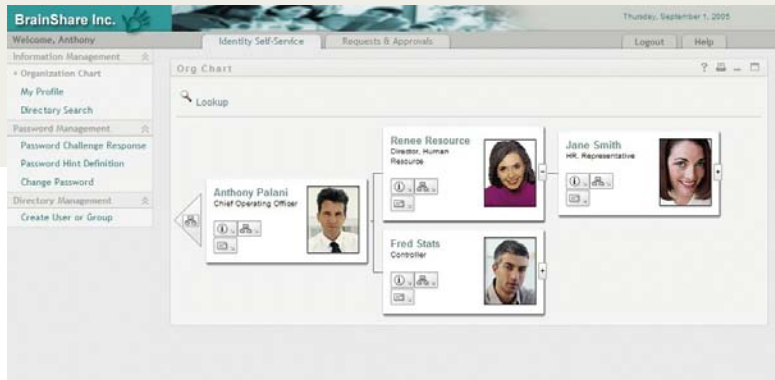 BrainShare Inc.
Thursday, September 1, 2005
Welcome, Anthony
Identity Self-Service
Requests & Approvals
Logout
Help
Information Management
Organization Chart
My Profile
Directory Search
Password Management
Password Challenge Response
Password Hint Definition
Change Password
Directory Management
Create User or Group
Org Chart
?
Lookup
Anthony Palani
Chief Operating Officer
Renee Resource
Director, Human
Resource
Jane Smith
HR, Representative
Fred Stats
Controller